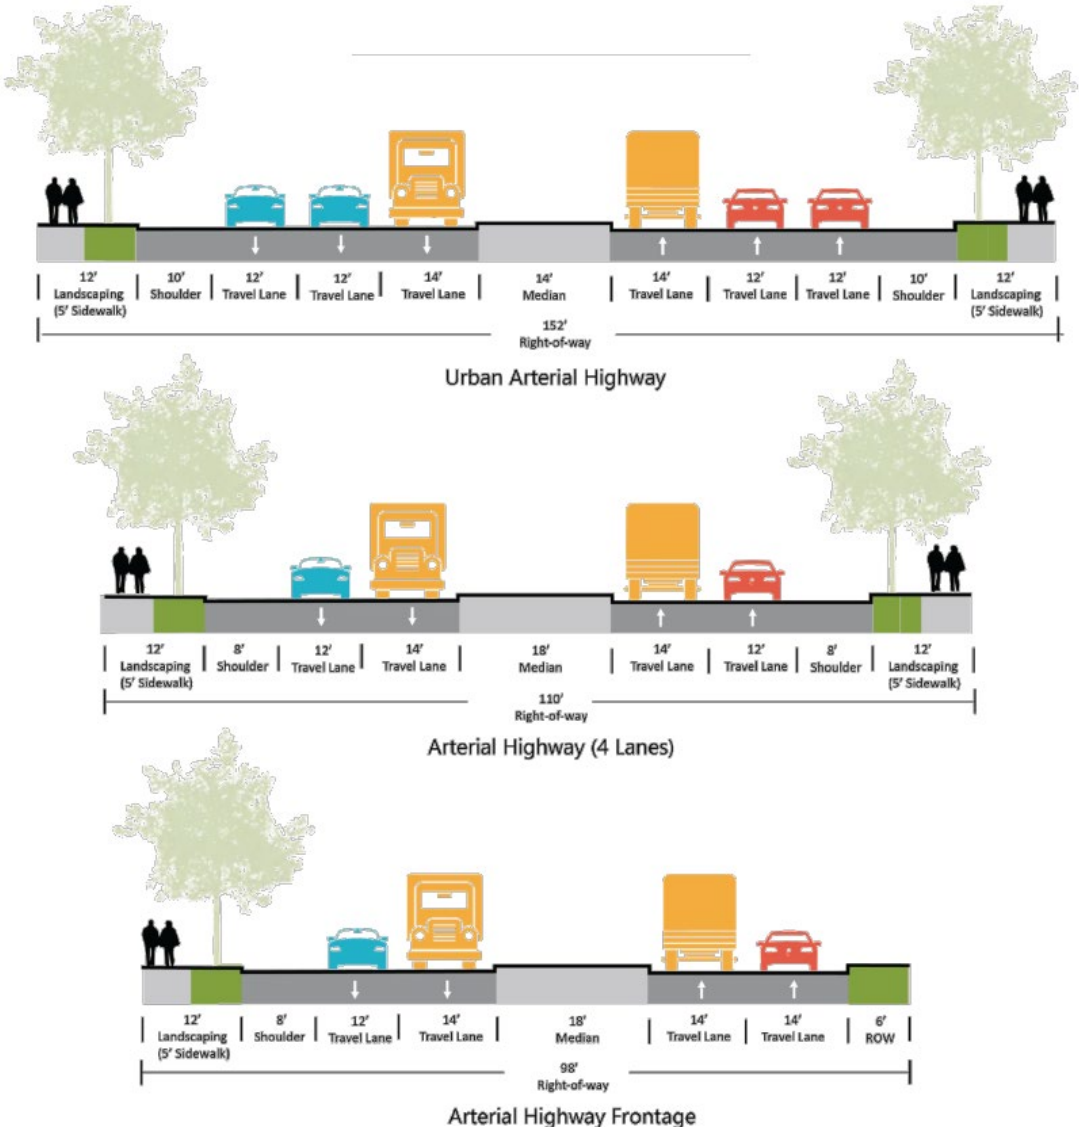 12' 10' 12' 12' 14' 14' 14' 12' 12' 10' 12'
Landscaping Shoulder Travel Lane Travel Lane Travel Lane Median Travel Lane Travel Lane Travel Lane Shoulder Landscaping
(5' Sidewalk) (5' Sidewalk)
152'
Right-of-way
Urban Arterial Highway
12' 8' 12' 14' 18' 14' 12' 8' 12'
Landscaping Shoulder Travel Lane Travel Lane Median Travel Lane Travel Lane Shoulder Landscaping
(5' Sidewalk) (5' Sidewalk)
110'
Right-of-way
Arterial Highway (4 Lanes)
12' 8' 12' 14' 18' 14' 14' 6'
Landscaping Shoulder Travel Lane Travel Lane Median Travel Lane Travel Lane ROW
(5' Sidewalk)
98'
Right-of-way
Arterial Highway Frontage